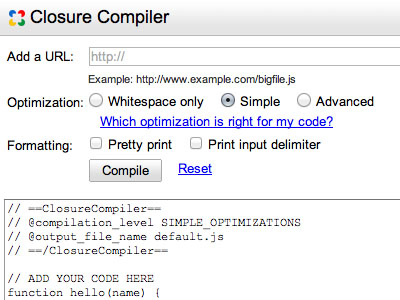 Closure Compiler
Add a URL: http://
Example: http://www.example.com/bigfile.js
Optimization: Whitespace only Simple Advanced
Which optimization is right for my code?
Formatting: Pretty print Print input delimiter
Compile Reset
// ==ClosureCompiler==
// @compilation_level SIMPLE_OPTIMIZATIONS
// @output_file_name default.js
// ==/ClosureCompiler==
// ADD YOUR CODE HERE
function hello(name) {